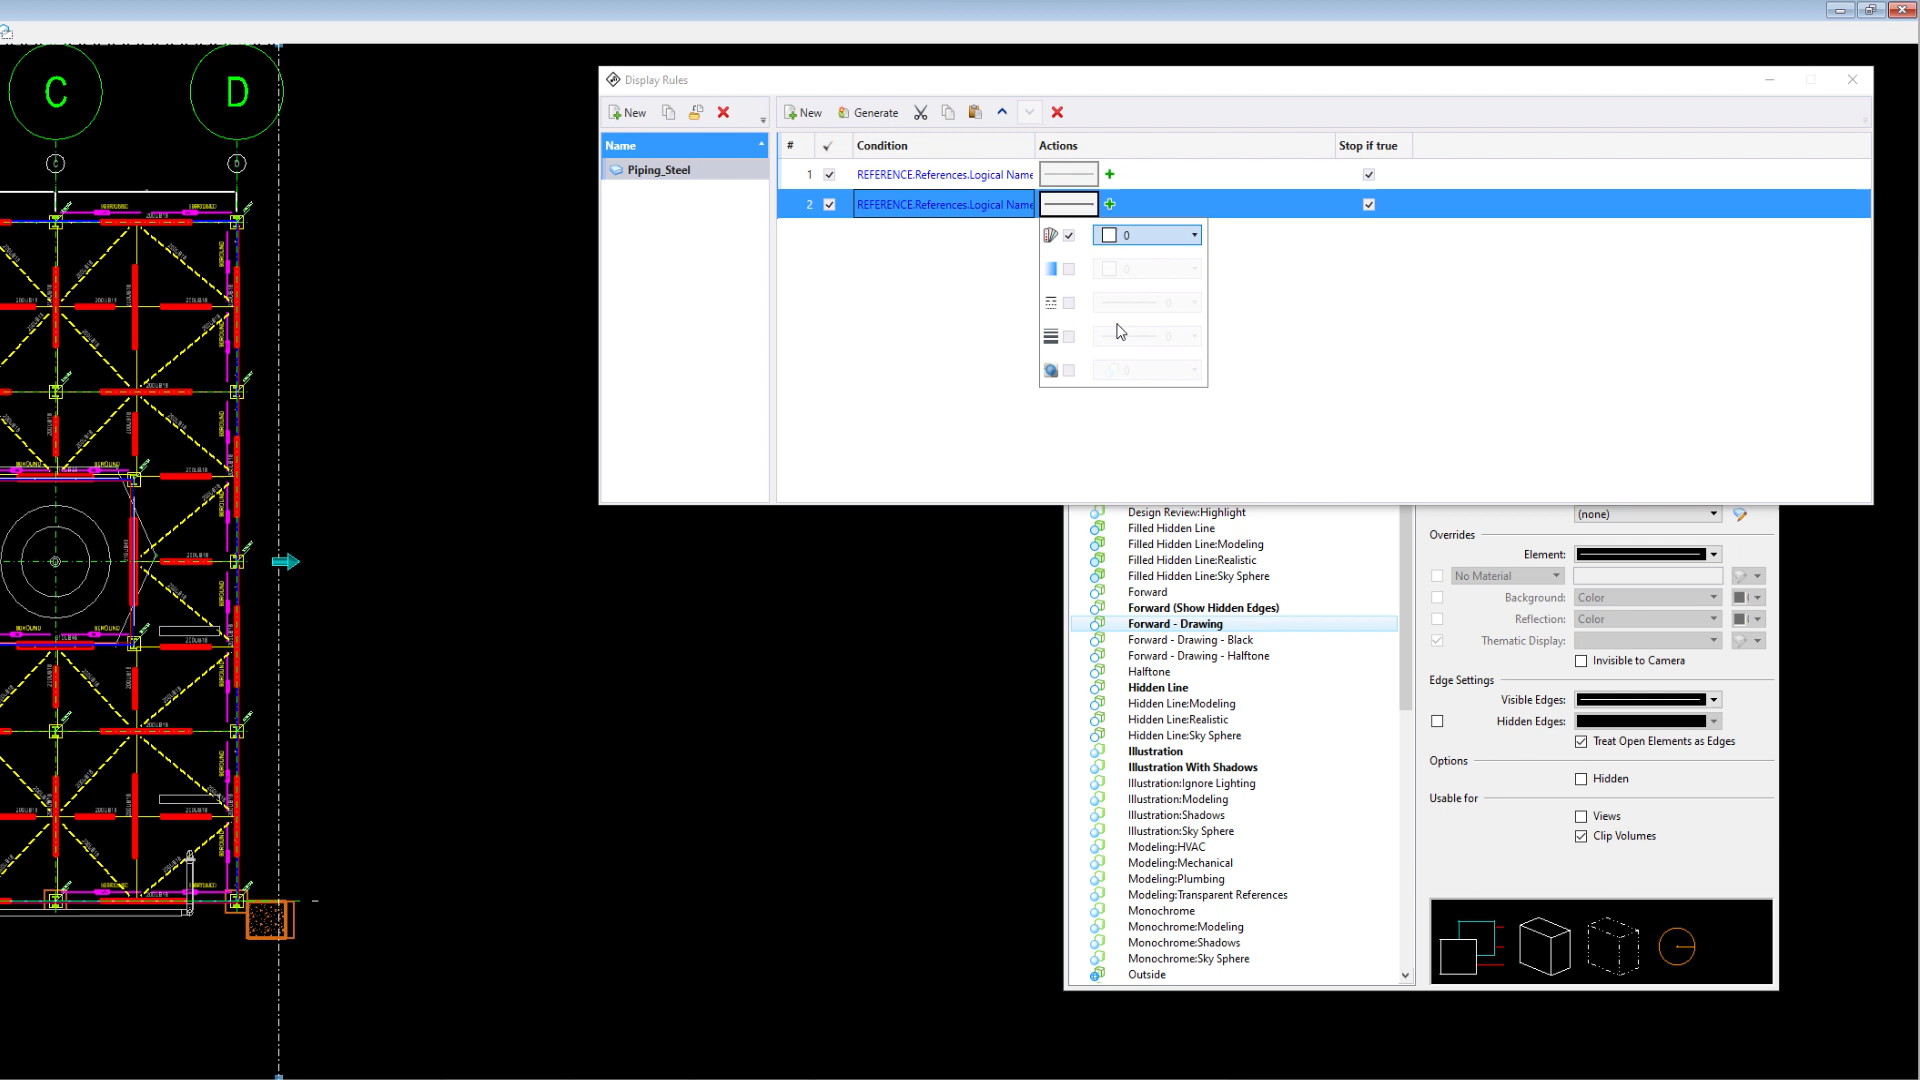 C
D
C
D
Display Rules
New
New
Generate
Name
# Condition Actions Stop if true
Piping_Steel
1 REFERENCE.References.Logical Name
2 REFERENCE.References.Logical Name
0
0
0
0
0
Design Review:Highlight
Filled Hidden Line
Filled Hidden Line:Modeling
Filled Hidden Line:Realistic
Filled Hidden Line:Sky Sphere
Forward
Forward (Show Hidden Edges)
Forward - Drawing
Forward - Drawing - Black
Forward - Drawing - Halftone
Halftone
Hidden Line
Hidden Line:Modeling
Hidden Line:Realistic
Hidden Line:Sky Sphere
Illustration
Illustration With Shadows
Illustration:Ignore Lighting
Illustration:Modeling
Illustration:Shadows
Illustration:Sky Sphere
Modeling:HVAC
Modeling:Mechanical
Modeling:Plumbing
Modeling:Transparent References
Monochrome
Monochrome:Modeling
Monochrome:Shadows
Monochrome:Sky Sphere
Outside
(none)
Overrides
Element:
No Material
Background: Color
Reflection: Color
Thematic Display:
Invisible to Camera
Edge Settings
Visible Edges:
Hidden Edges:
Treat Open Elements as Edges
Options
Hidden
Usable for
Views
Clip Volumes